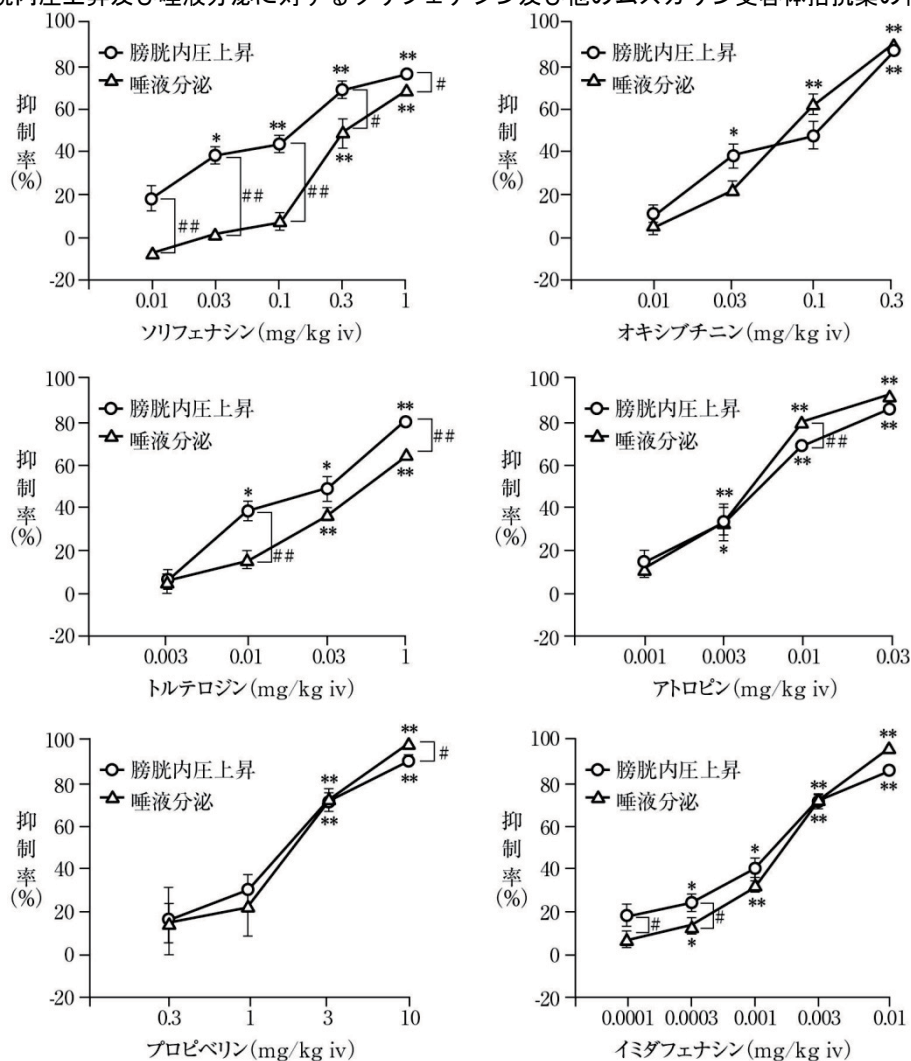 膀胱内圧上昇及び唾液分泌に対するソリフェナシン及び他のムスカリン受容体拮抗薬の作
100
膀胱内圧上昇
唾液分泌
80
60
40
20
0
-20
抑制率(%)
** ** #
* ** # **
** ## ## ##
0.01 0.03 0.1 0.3 1
ソリフェナシン(mg/kg iv)
100
膀胱内圧上昇
唾液分泌
80
60
40
20
0
-20
抑制率(%)
** **
* **
0.01 0.03 0.1 0.3
オキシブチニン(mg/kg iv)
100
膀胱内圧上昇
唾液分泌
80
60
40
20
0
-20
抑制率(%)
** ##
* * **
## **
0.003 0.01 0.03 1
トルテロジン(mg/kg iv)
100
膀胱内圧上昇
唾液分泌
80
60
40
20
0
-20
抑制率(%)
** **
** ## ** **
*
0.001 0.003 0.01 0.03
アトロピン(mg/kg iv)
100
膀胱内圧上昇
唾液分泌
80
60
40
20
0
-20
抑制率(%)
** #
** **
**
0.3 1 3 10
プロピベリン(mg/kg iv)
100
膀胱内圧上昇
唾液分泌
80
60
40
20
0
-20
抑制率(%)
** **
* * ** **
# # * **
0.0001 0.0003 0.001 0.003 0.01
イミダフェナシン(mg/kg iv)